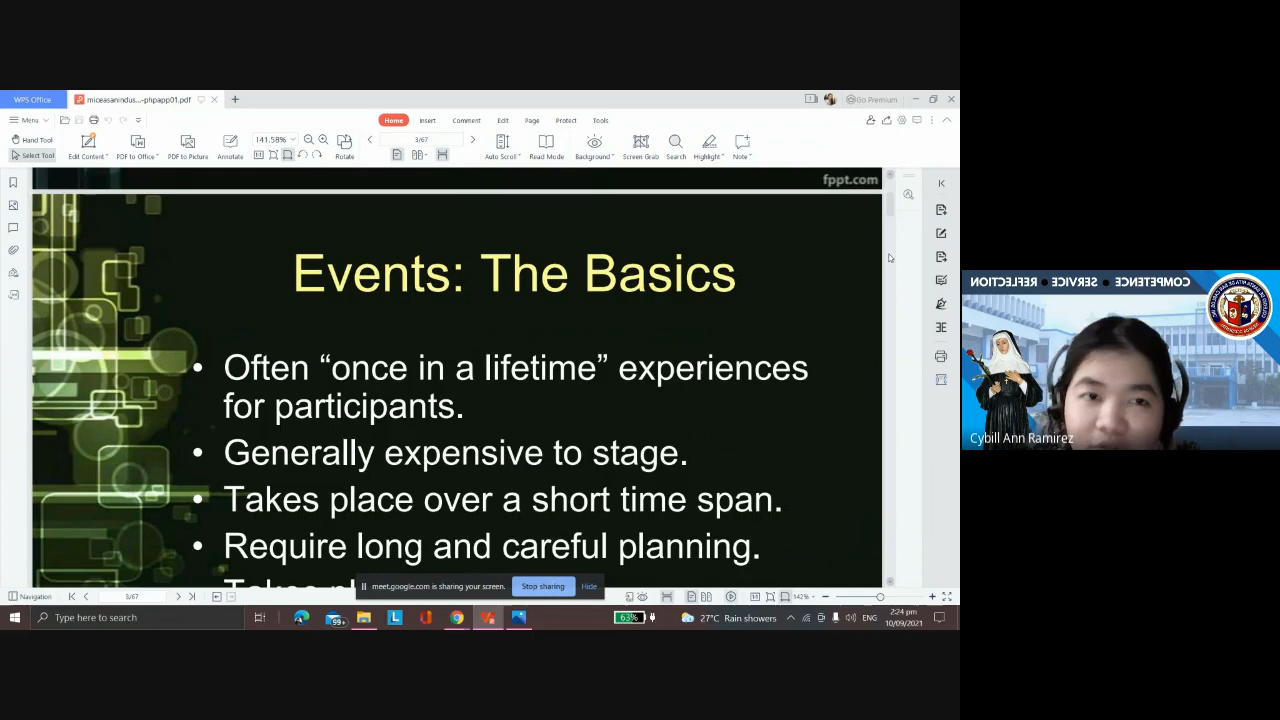 WPS Office
miceasanindus...-phpapp01.pdf
Go Premium
Menu
Home
Insert
Comment
Edit
Page
Protect
Tools
Hand Tool
Select Tool
Edit Content
PDF to Office
PDF to Picture
Annotate
141.58%
Rotate
3/67
Auto Scroll
Read Mode
Background
Screen Grab
Search
Highlight
Note
fppt.com
Events: The Basics
• Often “once in a lifetime” experiences
for participants.
• Generally expensive to stage.
• Takes place over a short time span.
• Require long and careful planning.
meet.google.com is sharing your screen.
Stop sharing
Hide
Navigation
3/67
142%
Type here to search
99+
63%
27°C Rain showers
ENG
2:24 pm
10/09/2021
COMPETENCE • SERVICE • REFLECTION
Cybill Ann Ramirez